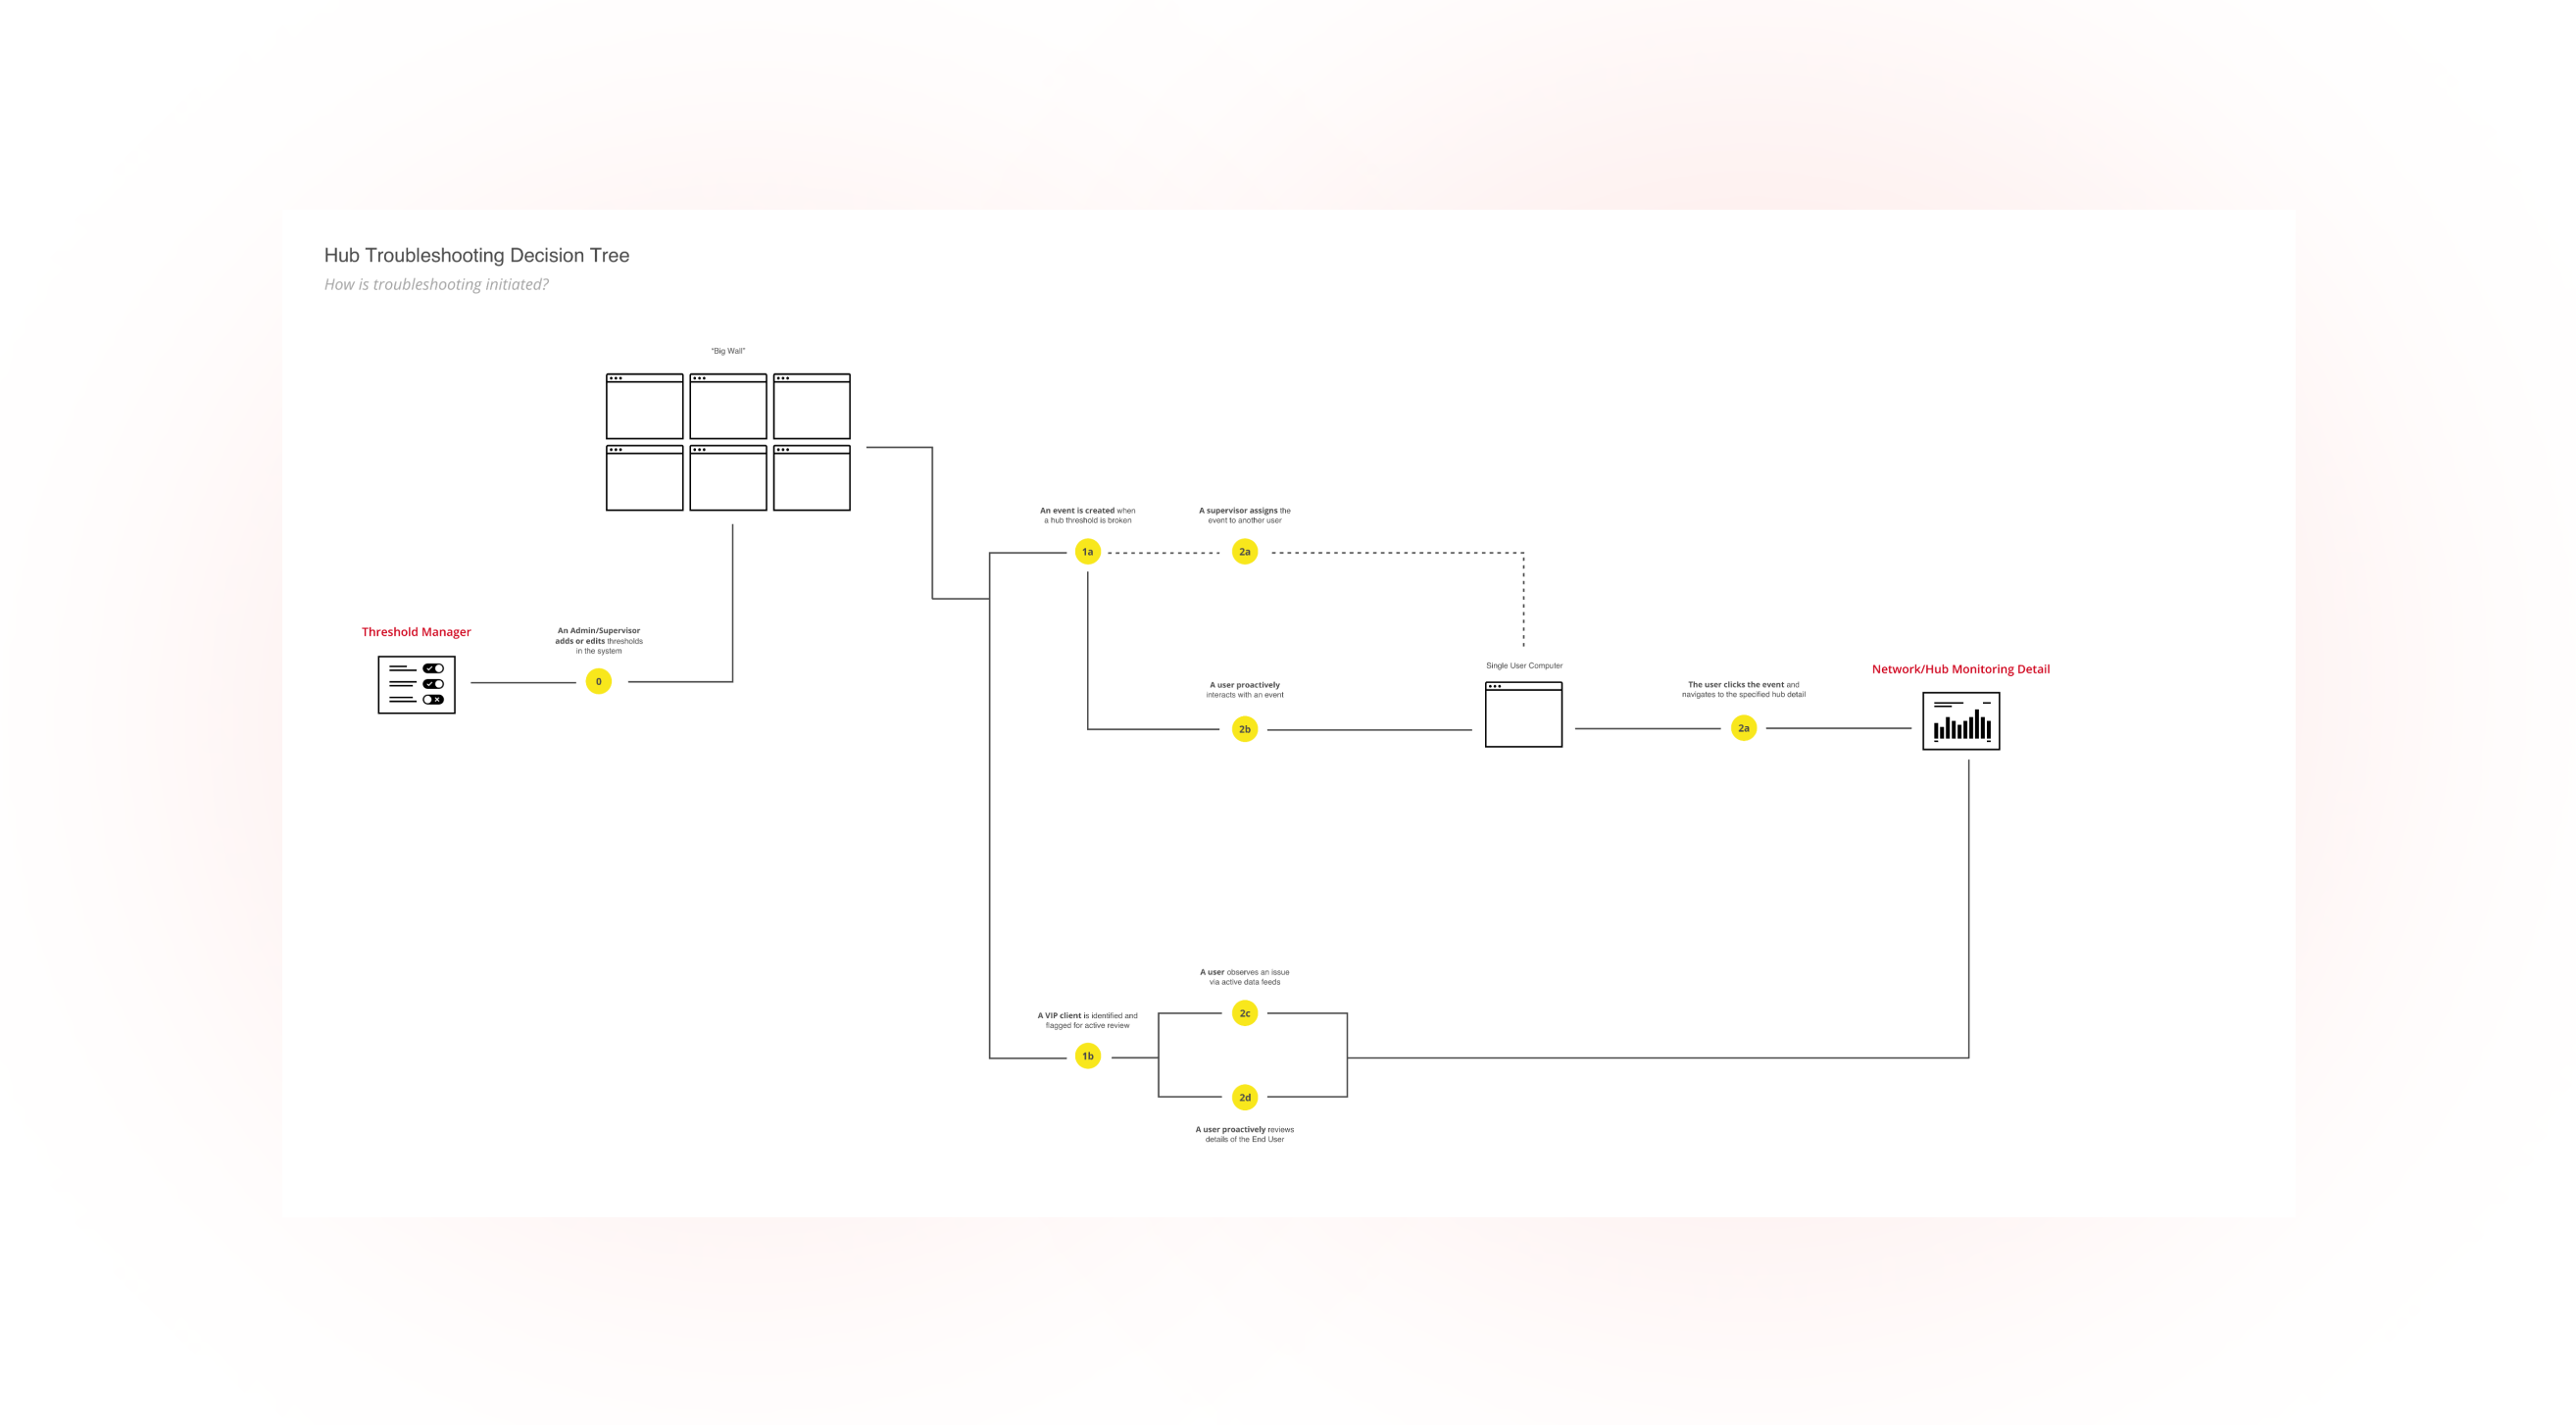 Hub Troubleshooting Decision Tree
How is troubleshooting initiated?
"Big Wall"
An event is created when
a hub threshold is broken
1a
A supervisor assigns the
event to another user
2a
Threshold Manager
An Admin/Supervisor
adds or edits thresholds
in the system
0
A user proactively
interacts with an event
2b
Single User Computer
The user clicks the event and
navigates to the specified hub detail
2a
Network/Hub Monitoring Detail
A user observes an issue
via active data feeds
2c
A VIP client is identified and
flagged for active review
1b
2d
A user proactively reviews
details of the End User